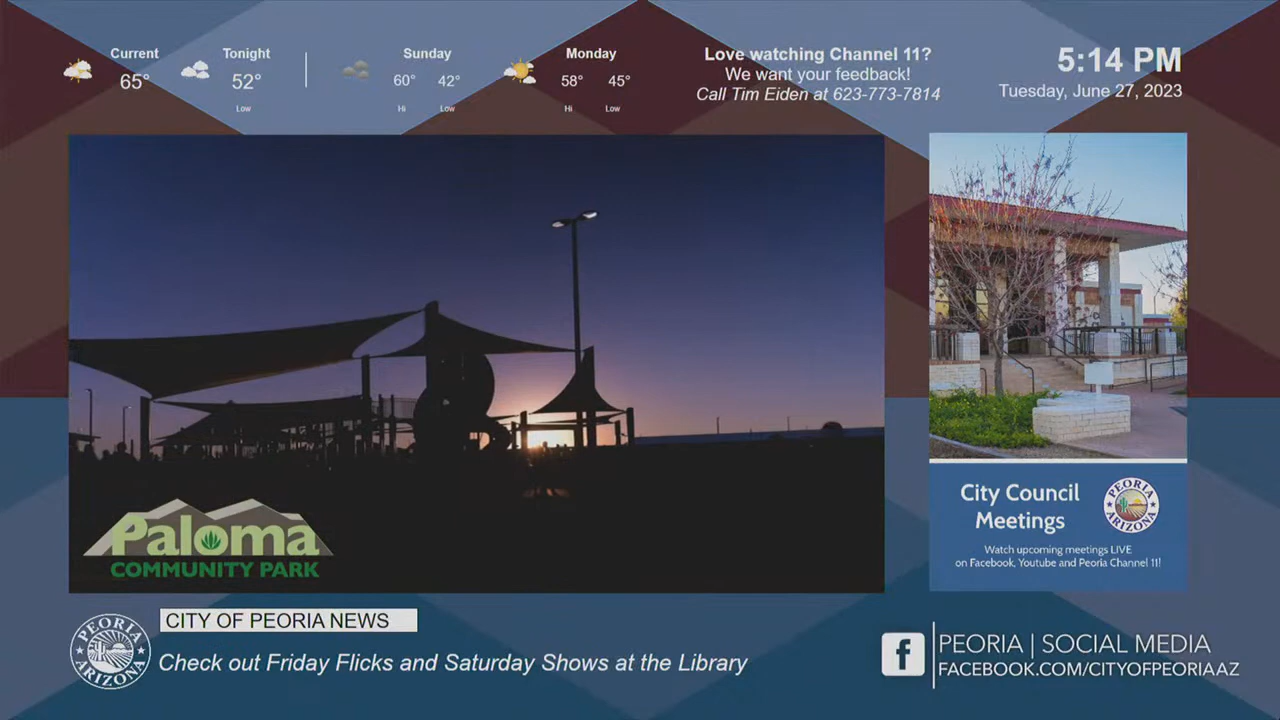 Current
65°
Tonight
52°
Low
Sunday
60° 42°
Hi Low
Monday
58° 45°
Hi Low
Love watching Channel 11?
We want your feedback!
Call Tim Eiden at 623-773-7814
5:14 PM
Tuesday, June 27, 2023
Paloma
COMMUNITY PARK
City Council
Meetings
PEORIA
ARIZONA
Watch upcoming meetings LIVE
on Facebook, Youtube and Peoria Channel 11!
PEORIA
ARIZONA
CITY OF PEORIA NEWS
Check out Friday Flicks and Saturday Shows at the Library
f
PEORIA | SOCIAL MEDIA
FACEBOOK.COM/CITYOFPEORIAAZ